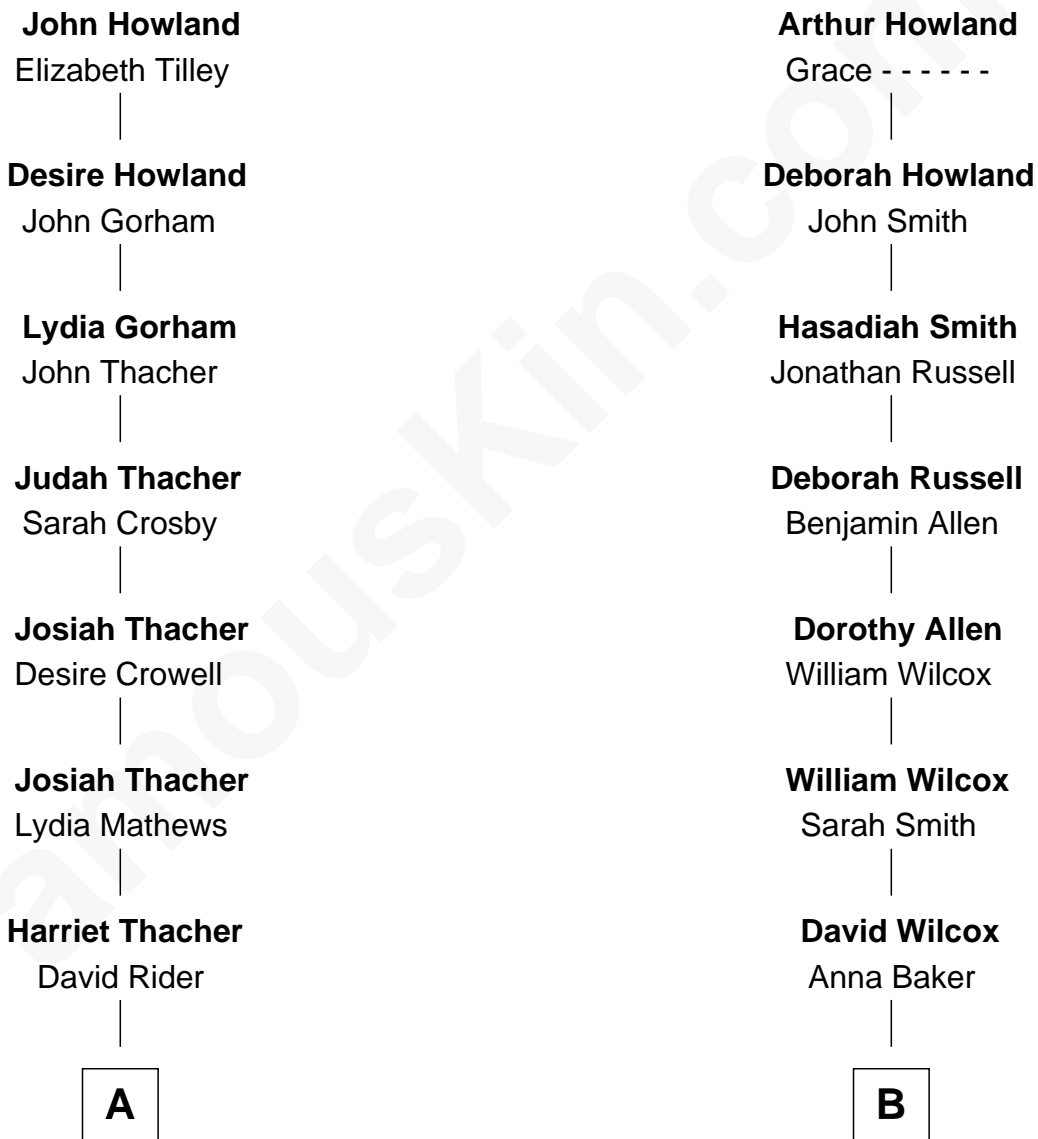 John Howland
Elizabeth Tilley
Desire Howland
John Gorham
Lydia Gorham
John Thacher
Judah Thacher
Sarah Crosby
Josiah Thacher
Desire Crowell
Josiah Thacher
Lydia Mathews
Harriet Thacher
David Rider
A
Arthur Howland
Grace - - - - - -
Deborah Howland
John Smith
Hasadiah Smith
Jonathan Russell
Deborah Russell
Benjamin Allen
Dorothy Allen
William Wilcox
William Wilcox
Sarah Smith
David Wilcox
Anna Baker
B
amouskin.com